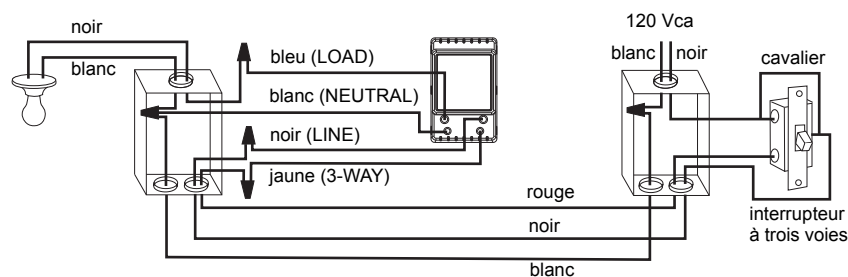 noir
blanc
bleu (LOAD)
blanc (NEUTRAL)
noir (LINE)
jaune (3-WAY)
120 Vca
blanc
noir
cavalier
rouge
noir
blanc
interrupteur
à trois voies